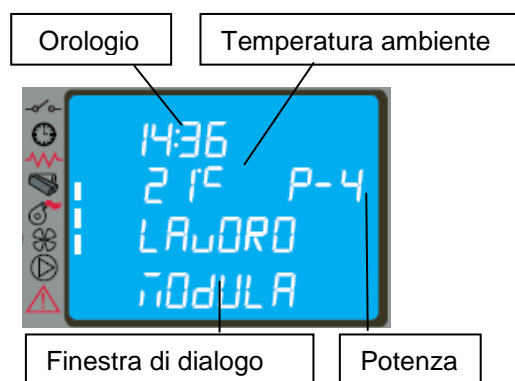 Orologio
Temperatura ambiente
14:36
21°C P-4
LAvORO
MOdULA
Finestra di dialogo
Potenza